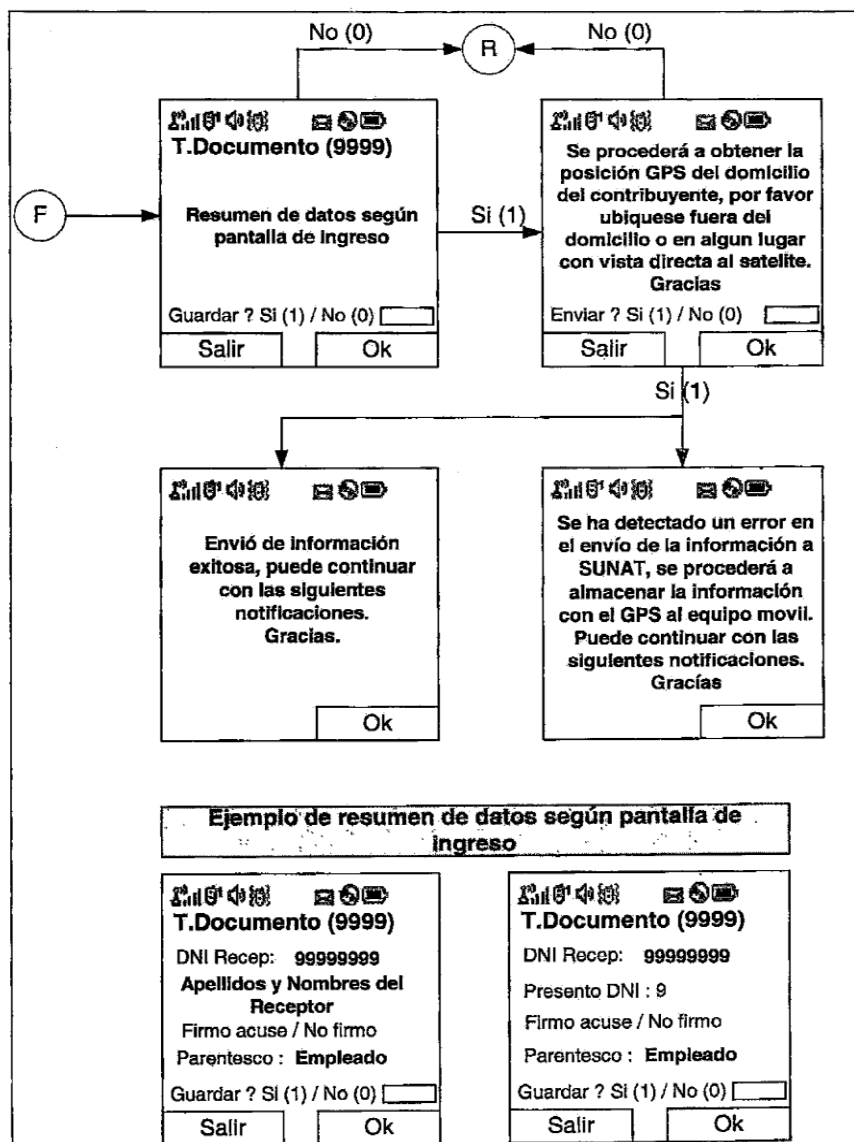 No (0)
R
No (0)
T.Documento (9999)
Resumen de datos según
pantalla de ingreso
Guardar ? Si (1) / No (0)
Salir
Ok
F
Si (1)
Se procederá a obtener la
posición GPS del domicilio
del contribuyente, por favor
ubiquese fuera del
domicilio o en algun lugar
con vista directa al satelite.
Gracias
Enviar ? Si (1) / No (0)
Salir
Ok
Si (1)
Envió de información
exitosa, puede continuar
con las siguientes
notificaciones.
Gracias.
Ok
Se ha detectado un error en
el envío de la información a
SUNAT, se procederá a
almacenar la información
con el GPS al equipo movil.
Puede continuar con las
siguientes notificaciones.
Gracias
Ok
Ejemplo de resumen de datos según pantalla de
ingreso
T.Documento (9999)
DNI Recep: 99999999
Apellidos y Nombres del
Receptor
Firmo acuse / No firmo
Parentesco : Empleado
Guardar ? Si (1) / No (0)
Salir
Ok
T.Documento (9999)
DNI Recep: 99999999
Presento DNI : 9
Firmo acuse / No firmo
Parentesco : Empleado
Guardar ? Si (1) / No (0)
Salir
Ok